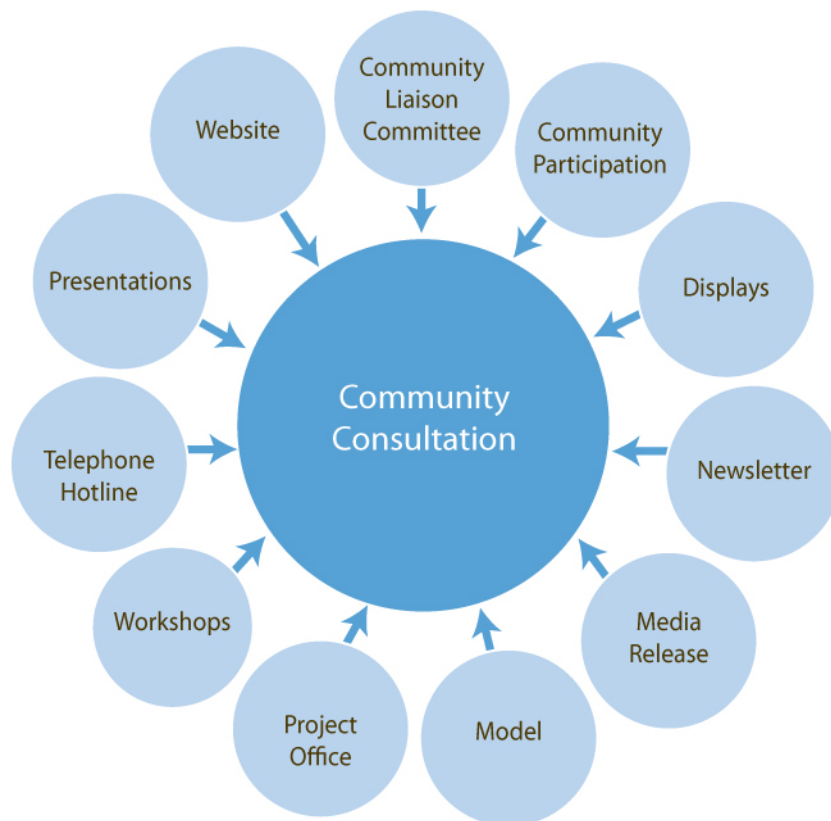 Community
Liaison
Committee
Community
Participation
Displays
Newsletter
Media
Release
Model
Project
Office
Workshops
Telephone
Hotline
Presentations
Website
Community
Consultation